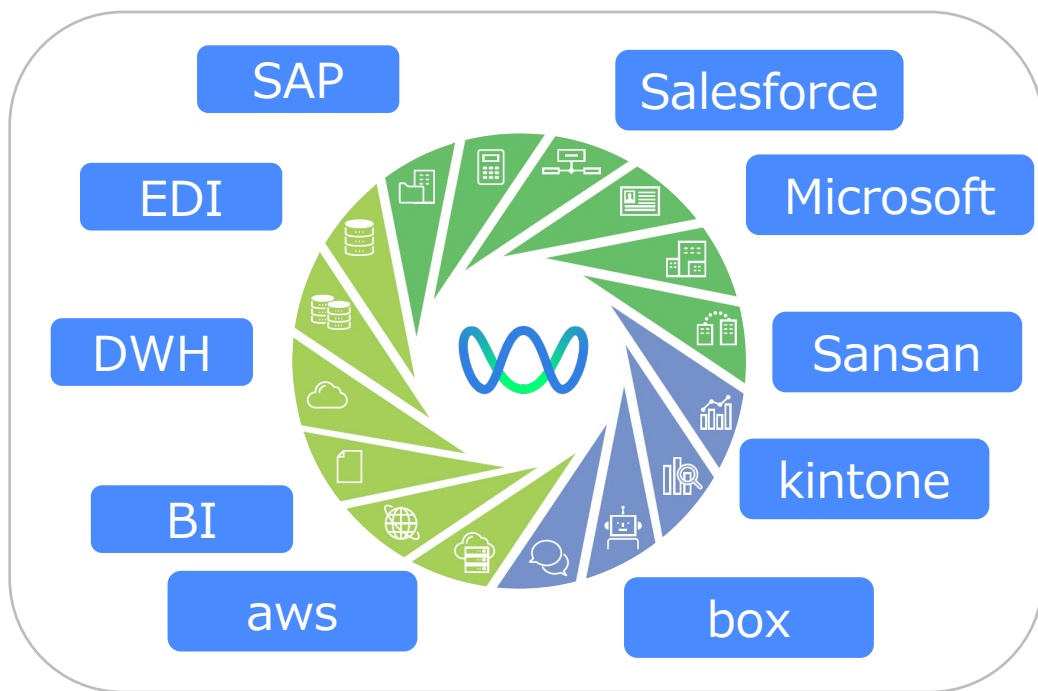 SAP
Salesforce
EDI
Microsoft
DWH
Sansan
kintone
BI
aws
box